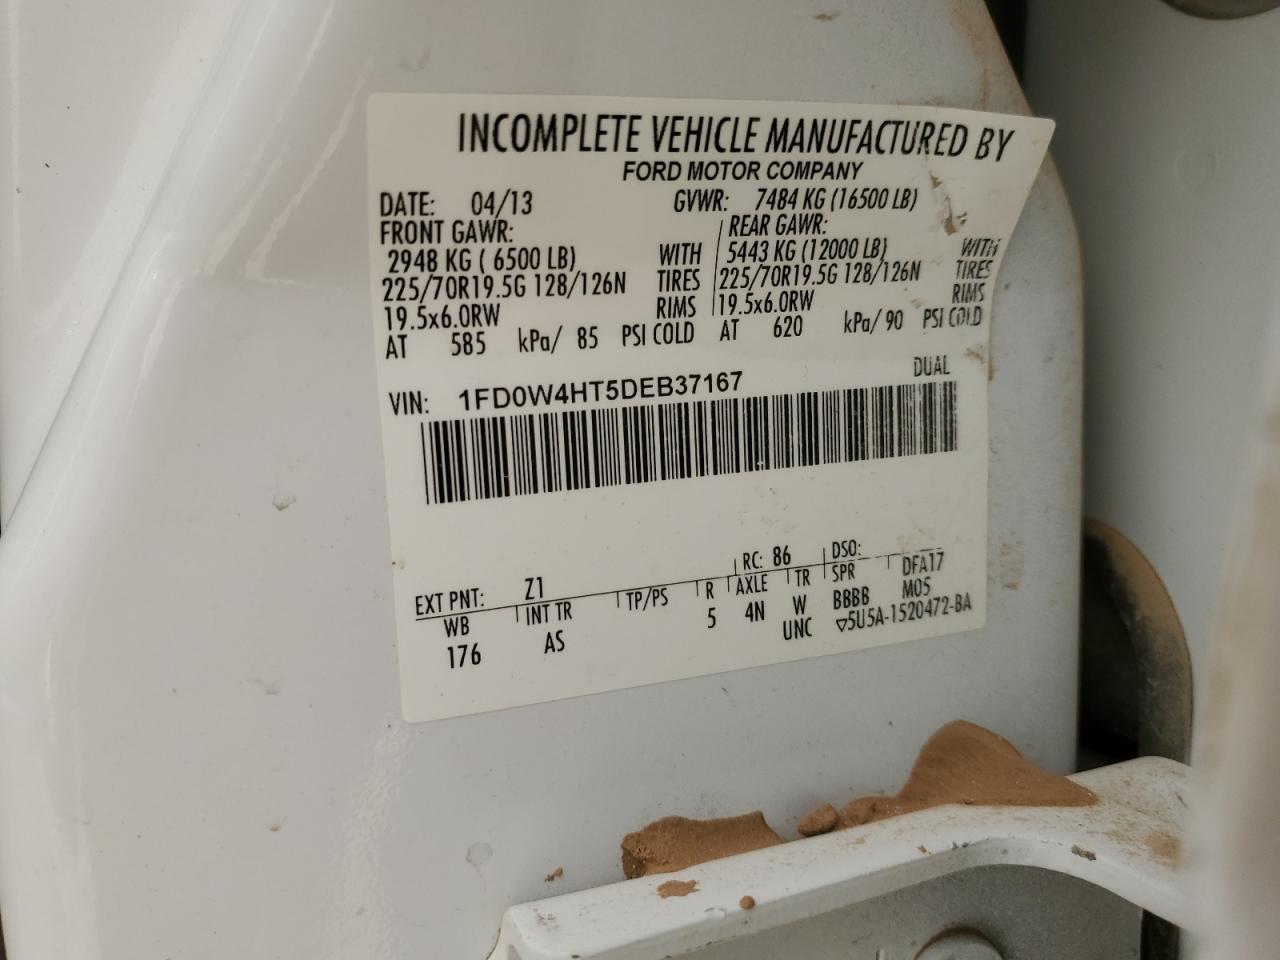 INCOMPLETE VEHICLE MANUFACTURED BY
FORD MOTOR COMPANY
DATE: 04/13 GVWR: 7484 KG (16500 LB)
FRONT GAWR: REAR GAWR:
2948 KG ( 6500 LB) WITH 5443 KG (12000 LB) WITH
225/70R19.5G 128/126N TIRES 225/70R19.5G 128/126N TIRES
19.5x6.0RW RIMS 19.5x6.0RW RIMS
AT 585 kPa/ 85 PSI COLD AT 620 kPa/ 90 PSI COLD
DUAL
VIN: 1FD0W4HT5DEB37167
EXT PNT: Z1 RC: 86 DSO:
WB INT TR TP/PS R AXLE TR SPR DFA17
176 AS 5 4N W BBBB M05
UNC ▽5U5A-1520472-BA